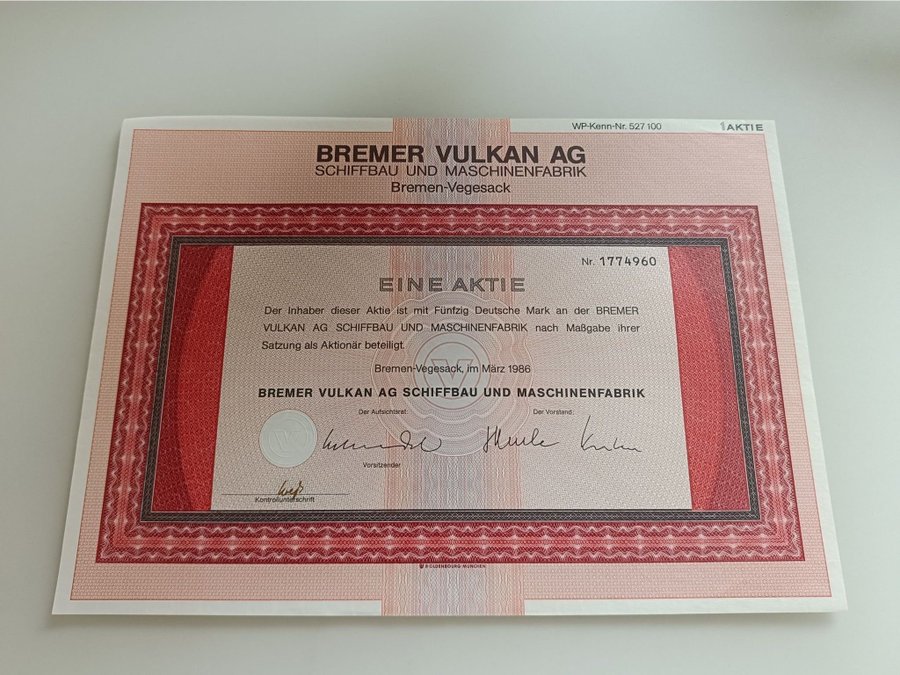 WP-Kenn-Nr. 527 100
1 AKTIE
BREMER VULKAN AG
SCHIFFBAU UND MASCHINENFABRIK
Bremen-Vegesack
Nr. 1774960
EINE AKTIE
Der Inhaber dieser Aktie ist mit Fünfzig Deutsche Mark an der BREMER
VULKAN AG SCHIFFBAU UND MASCHINENFABRIK nach Maßgabe ihrer
Satzung als Aktionär beteiligt.
Bremen-Vegesack, im März 1986
BREMER VULKAN AG SCHIFFBAU UND MASCHINENFABRIK
Der Aufsichtsrat:
Der Vorstand:
Vorsitzender
Kontrollunterschrift
R. OLDENBOURG MÜNCHEN